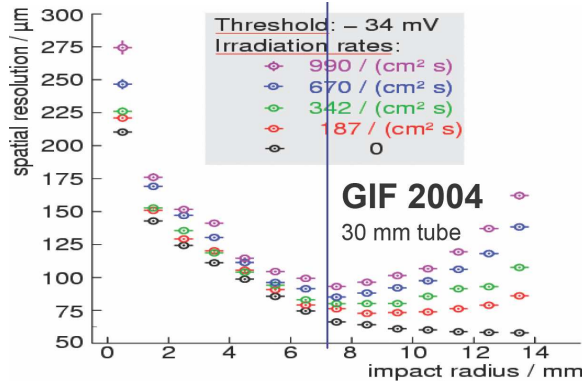 spatial resolution / µm
300
275
250
225
200
175
150
125
100
75
50
Threshold: – 34 mV
Irradiation rates:
990 / (cm² s)
670 / (cm² s)
342 / (cm² s)
187 / (cm² s)
0
GIF 2004
30 mm tube
0 2 4 6 8 10 12 14
impact radius / mm